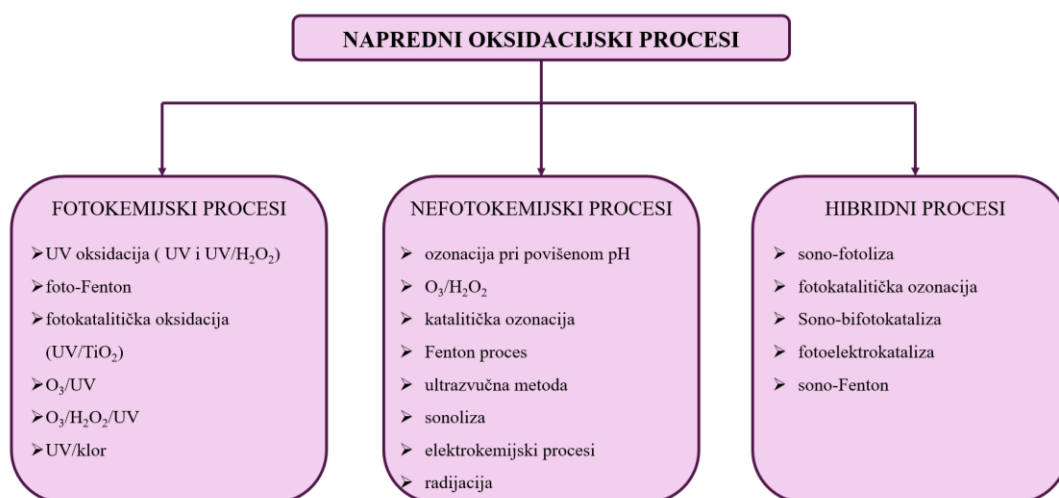 NAPREDNI OKSIDACIJSKI PROCESI
FOTOKEMIJSKI PROCESI
➢UV oksidacija ( UV i UV/H₂O₂)
➢foto-Fenton
➢fotokatalitička oksidacija
(UV/TiO₂)
➢O₃/UV
➢O₃/H₂O₂/UV
➢UV/klor
NEFOTOKEMIJSKI PROCESI
➢ ozonacija pri povišenom pH
➢ O₃/H₂O₂
➢ katalitička ozonacija
➢ Fenton proces
➢ ultrazvučna metoda
➢ sonoliza
➢ elektrokemijski procesi
➢ radijacija
HIBRIDNI PROCESI
➢ sono-fotoliza
➢ fotokatalitička ozonacija
➢ Sono-bifotokataliza
➢ fotoelektrokataliza
➢ sono-Fenton